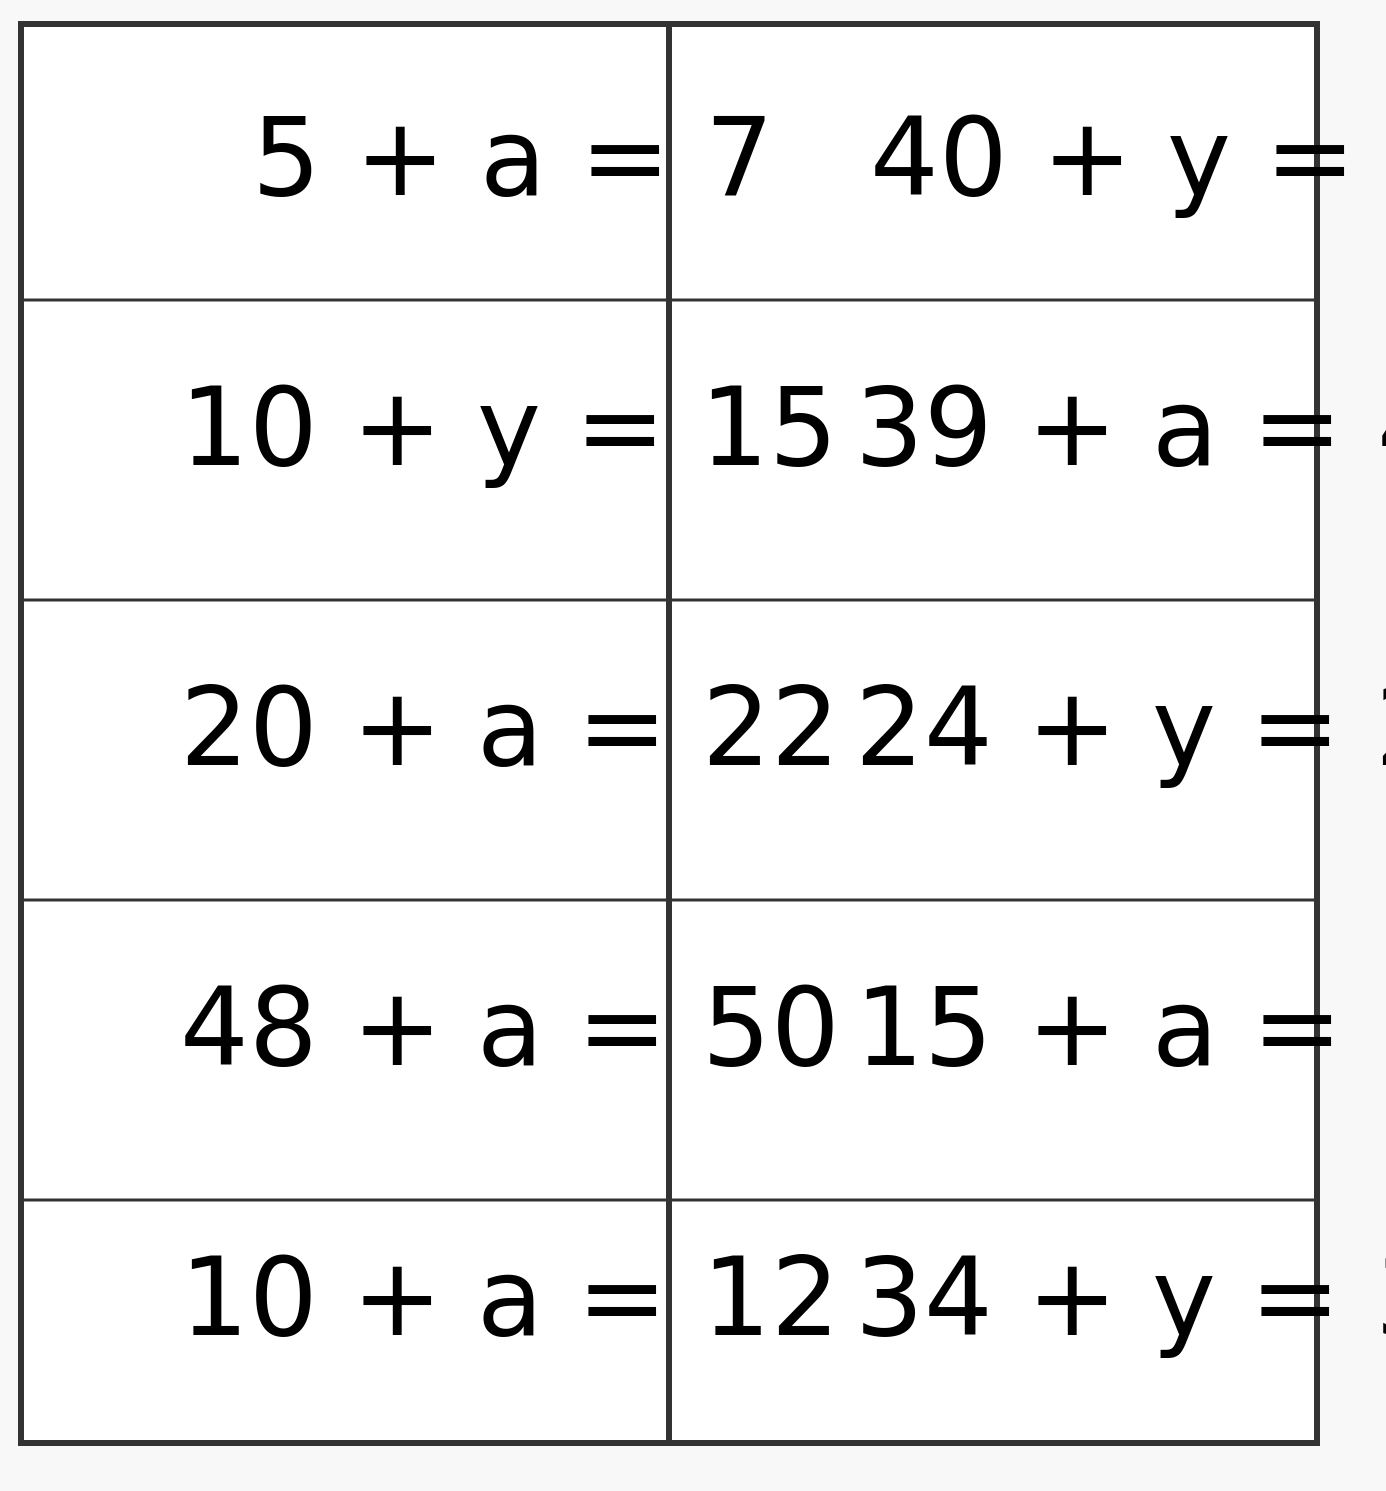 5 + a = 7
40 + y =
10 + y = 15
39 + a =
20 + a = 22
24 + y =
48 + a = 50
15 + a =
10 + a = 12
34 + y =